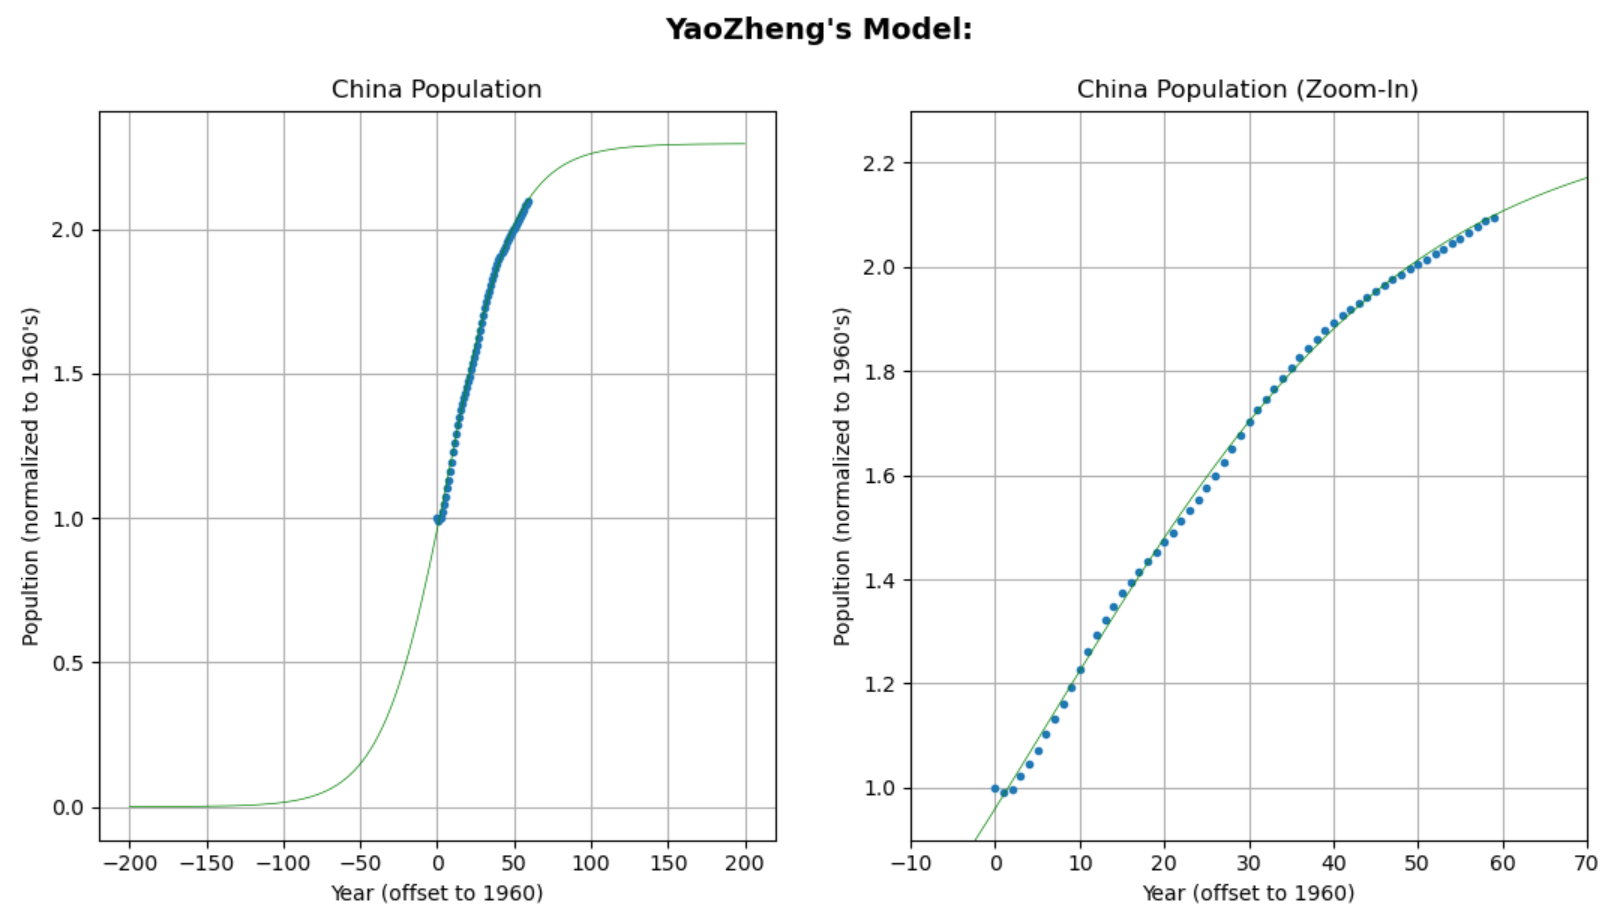 YaoZheng's Model:
China Population
Popultion (normalized to 1960's)
2.0
1.5
1.0
0.5
0.0
−200 −150 −100 −50 0 50 100 150 200
Year (offset to 1960)
China Population (Zoom-In)
Popultion (normalized to 1960's)
2.2
2.0
1.8
1.6
1.4
1.2
1.0
−10 0 10 20 30 40 50 60 70
Year (offset to 1960)